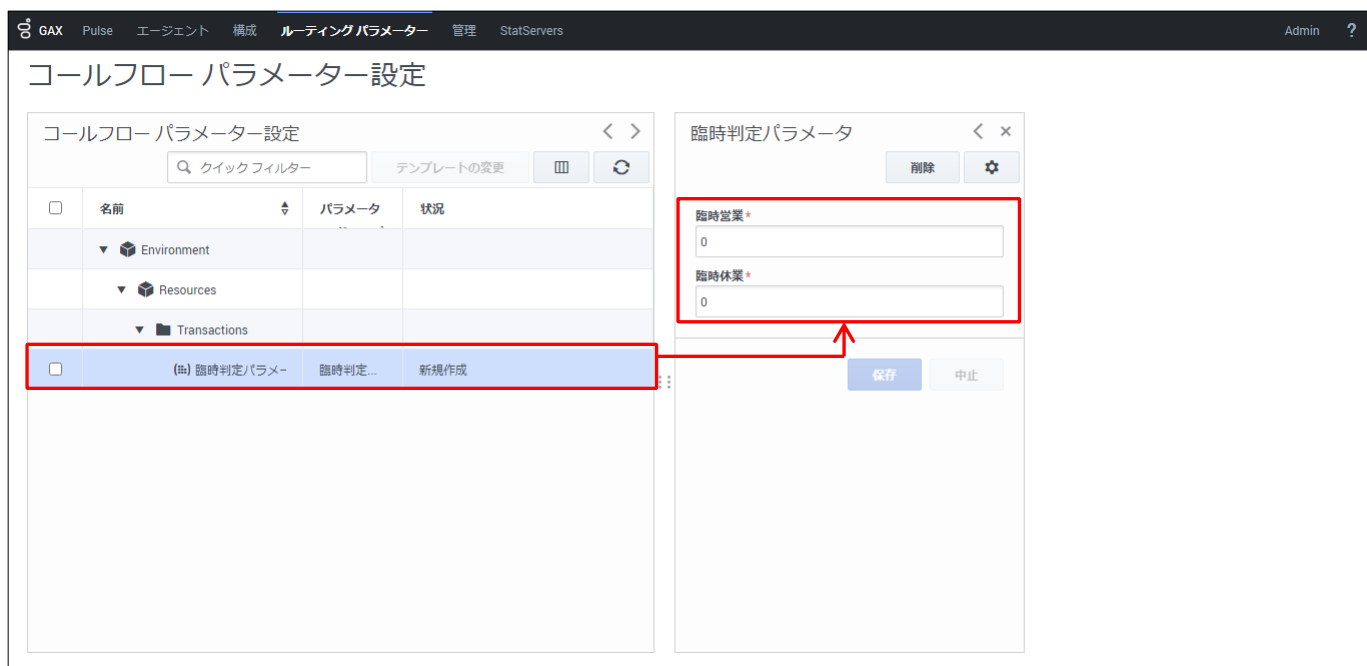 GAX Pulse エージェント 構成 ルーティング パラメーター 管理 StatServers Admin ?
コールフロー パラメーター設定
コールフロー パラメーター設定
クイック フィルター テンプレートの変更
名前 パラメータ 状況
Environment
Resources
Transactions
臨時判定パラメー 臨時判定... 新規作成
臨時判定パラメータ
削除
臨時営業*
0
臨時休業*
0
保存 中止